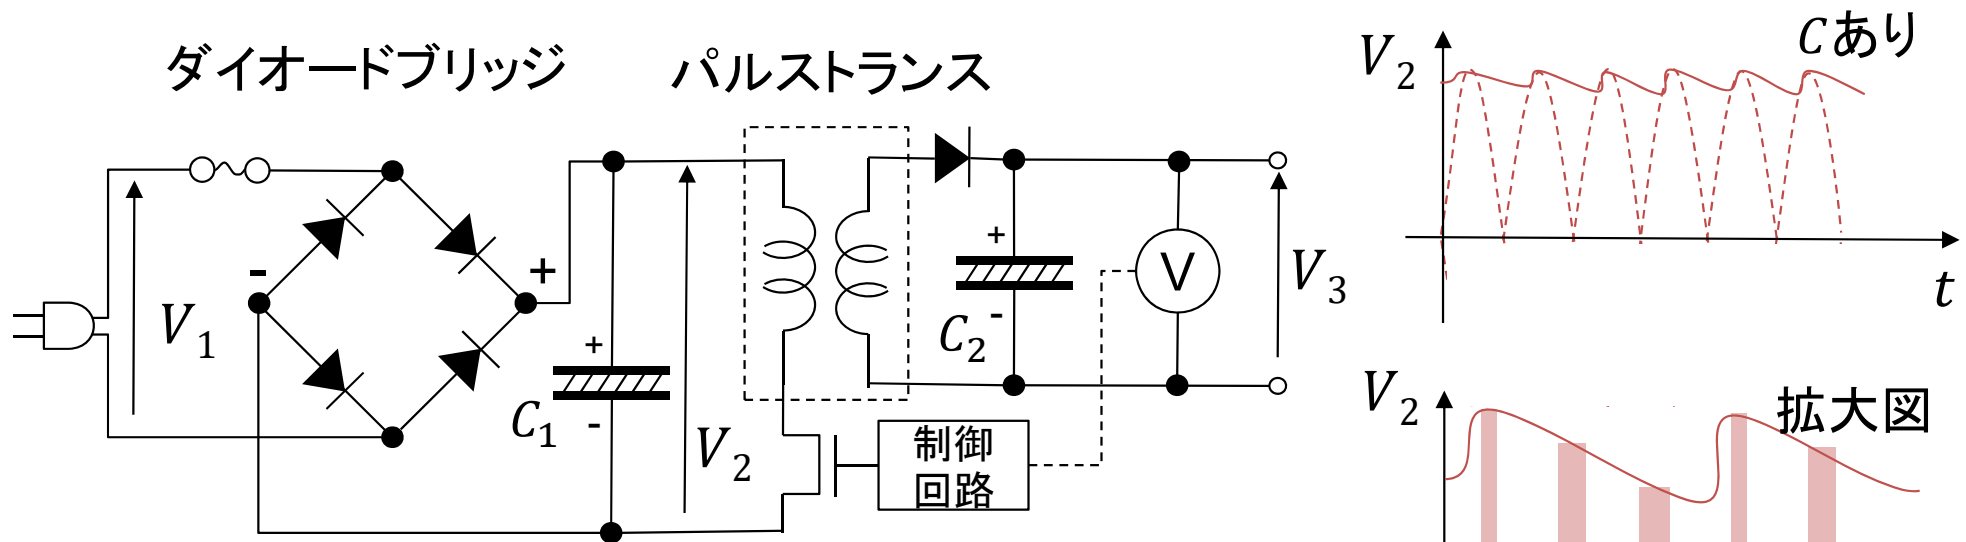 ダイオードブリッジ
パルストランス
V1
-
+
+
C1
-
V2
+
C2
-
V
V3
制御
回路
V2
Cあり
t
V2
拡大図